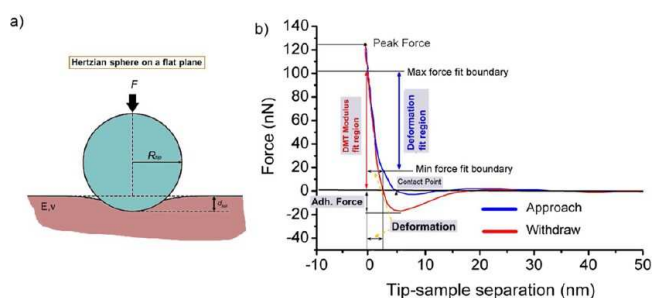 a)
Hertzian sphere on a flat plane
F
E,ν
b)
Force (nN)
140
120
100
80
60
40
20
0
-20
-40
Peak Force
Max force fit boundary
DMT Modulus
fit region
Deformation
fit region
Min force fit boundary
Contact Point
Adh. Force
Deformation
Approach
Withdraw
-10
0
10
20
30
40
50
Tip-sample separation (nm)